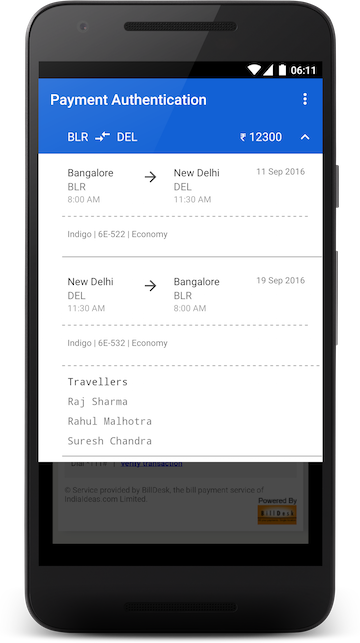 06:11
Payment Authentication
BLR DEL ₹ 12300
Bangalore New Delhi 11 Sep 2016
BLR DEL
8:00 AM 11:30 AM
Indigo | 6E-522 | Economy
New Delhi Bangalore 19 Sep 2016
DEL BLR
11:30 AM 8:00 AM
Indigo | 6E-532 | Economy
Travellers
Raj Sharma
Rahul Malhotra
Suresh Chandra
verify transaction
© Service provided by BillDesk, the bill payment service of
IndiaIdeas.com Limited.
Powered By
BillDesk